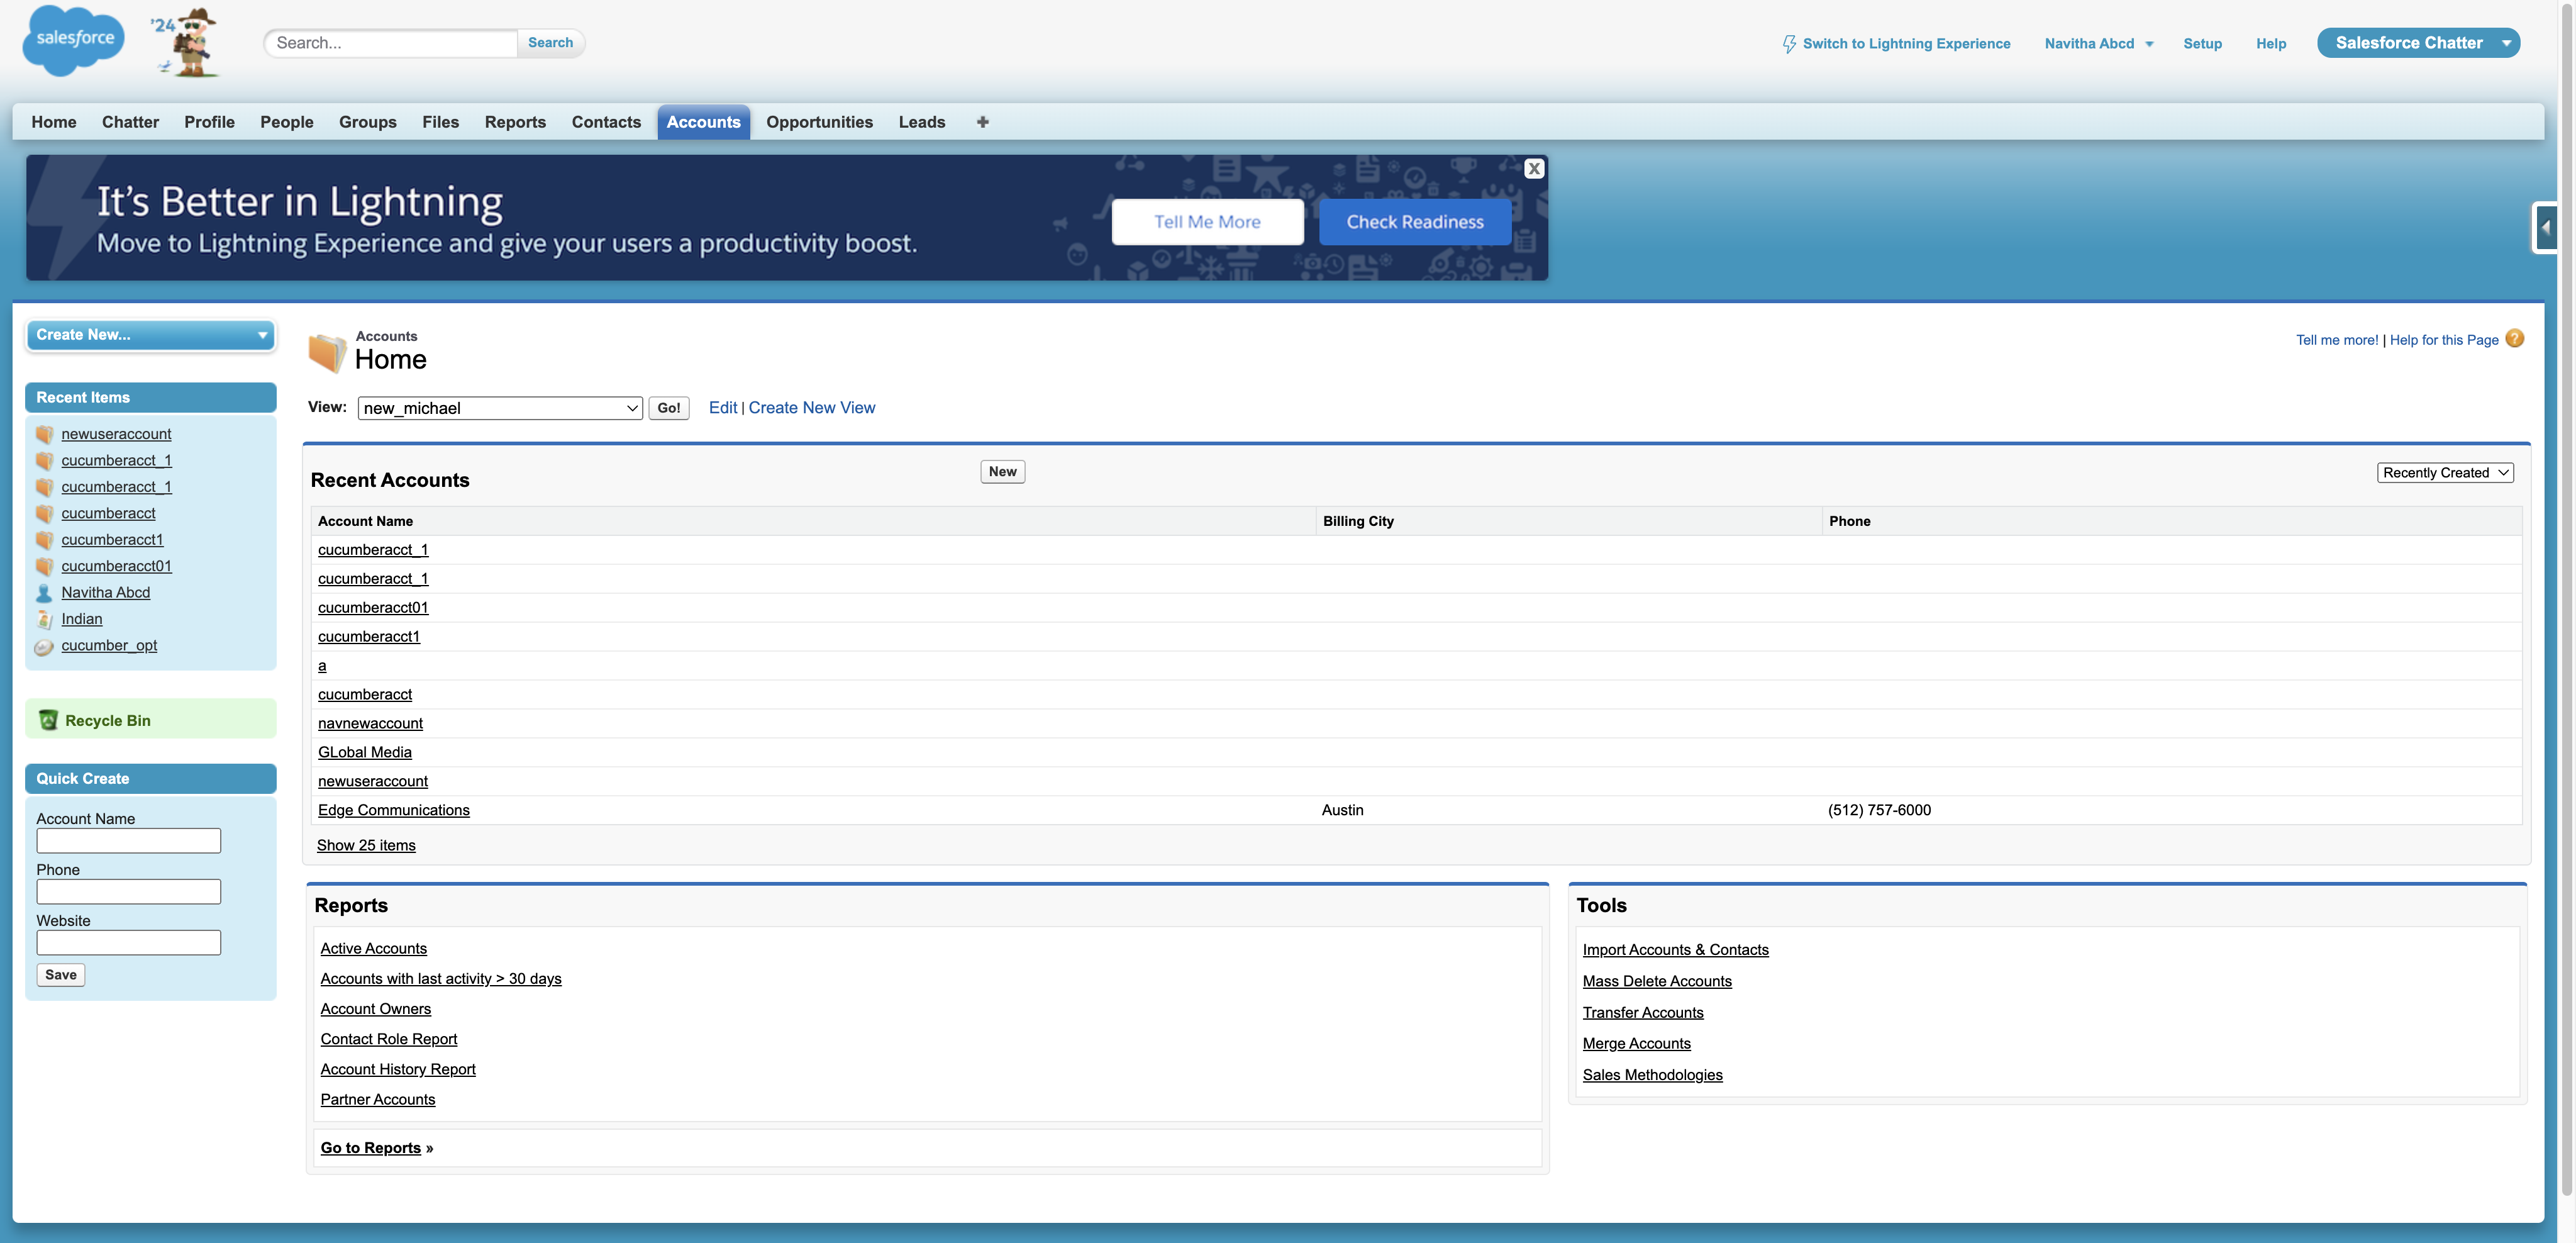 salesforce
'24
Search...
Search
Switch to Lightning Experience
Navitha Abcd
Setup
Help
Salesforce Chatter
Home
Chatter
Profile
People
Groups
Files
Reports
Contacts
Accounts
Opportunities
Leads
+
It's Better in Lightning
Move to Lightning Experience and give your users a productivity boost.
Tell Me More
Check Readiness
X
Create New...
Recent Items
newuseraccount
cucumberacct_1
cucumberacct_1
cucumberacct
cucumberacct1
cucumberacct01
Navitha Abcd
Indian
cucumber_opt
Recycle Bin
Quick Create
Account Name
Phone
Website
Save
Accounts
Home
Tell me more! | Help for this Page ?
View: new_michael Go! Edit | Create New View
Recent Accounts
New
Recently Created
Account Name Billing City Phone
cucumberacct_1
cucumberacct_1
cucumberacct01
cucumberacct1
a
cucumberacct
navnewaccount
GLobal Media
newuseraccount
Edge Communications Austin (512) 757-6000
Show 25 items
Reports
Active Accounts
Accounts with last activity > 30 days
Account Owners
Contact Role Report
Account History Report
Partner Accounts
Go to Reports »
Tools
Import Accounts & Contacts
Mass Delete Accounts
Transfer Accounts
Merge Accounts
Sales Methodologies